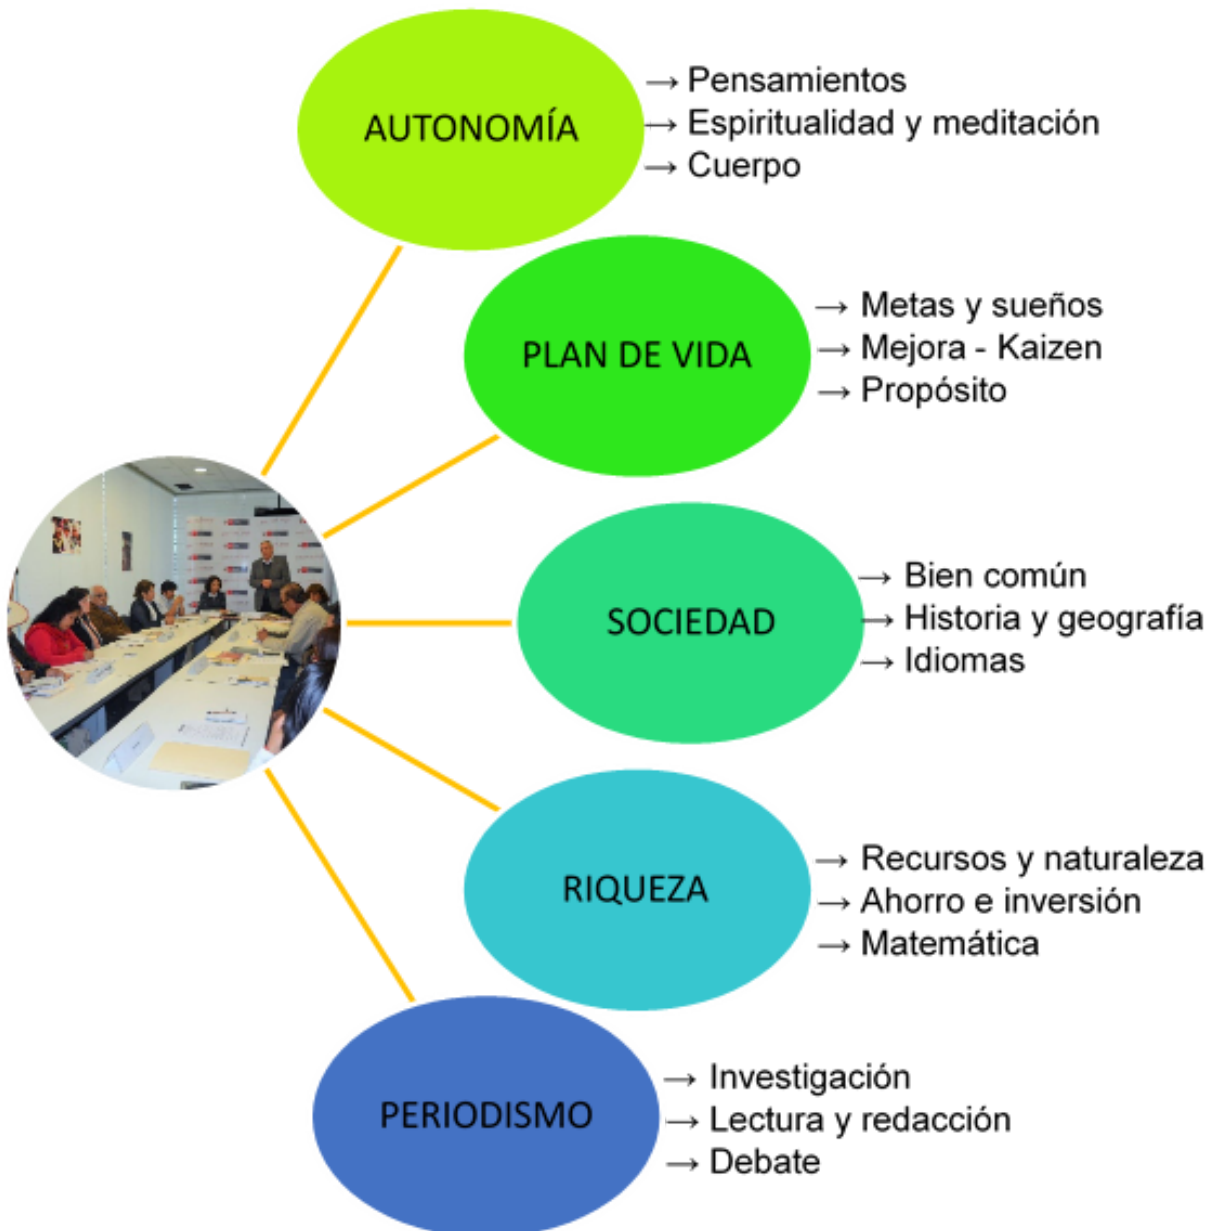 AUTONOMÍA
→ Pensamientos
→ Espiritualidad y meditación
→ Cuerpo
PLAN DE VIDA
→ Metas y sueños
→ Mejora - Kaizen
→ Propósito
SOCIEDAD
→ Bien común
→ Historia y geografía
→ Idiomas
RIQUEZA
→ Recursos y naturaleza
→ Ahorro e inversión
→ Matemática
PERIODISMO
→ Investigación
→ Lectura y redacción
→ Debate